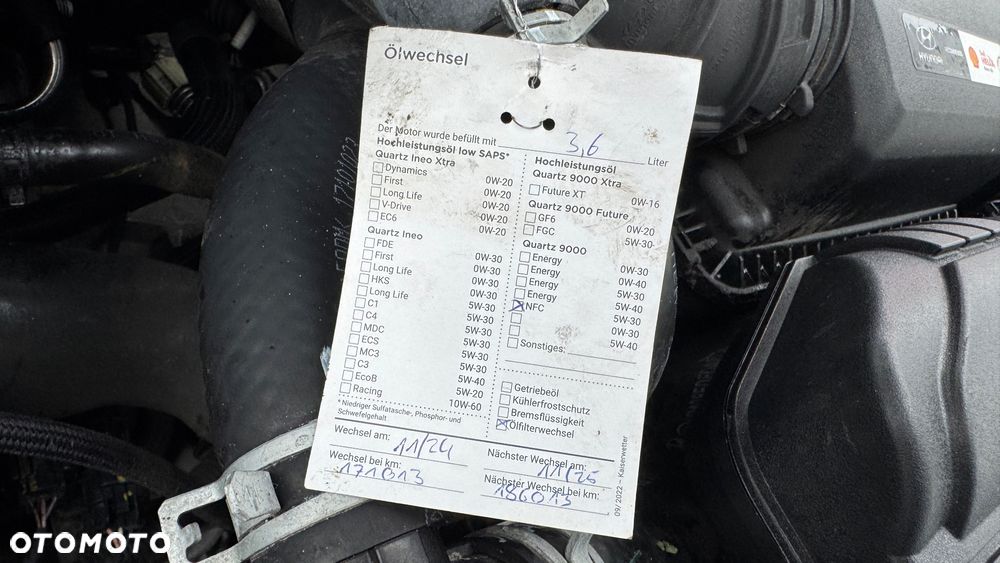 Ölwechsel
Der Motor wurde befüllt mit 3,6 Liter
Hochleistungsöl low SAPS*
Quartz Ineo Xtra
Dynamics 0W-20
First 0W-20
Long Life 0W-20
V-Drive 0W-20
EC6 0W-20
Quartz Ineo
FDE 0W-30
First 0W-30
Long Life 0W-30
HKS 5W-30
Long Life 5W-30
C1 5W-30
C4 5W-30
MDC 5W-30
ECS 5W-30
MC3 5W-30
C3 5W-40
EcoB 5W-20
Racing 10W-60
* Niedriger Sulfatasche-, Phosphor- und
Schwefelgehalt
Hochleistungsöl
Quartz 9000 Xtra
Future XT 0W-16
Quartz 9000 Future
GF6 0W-20
FGC 5W-30
Quartz 9000
Energy 0W-30
Energy 0W-40
Energy 5W-30
Energy 5W-40
NFC 5W-30
0W-30
5W-40
Sonstiges:
Getriebeöl
Kühlerfrostschutz
Bremsflüssigkeit
Ölfilterwechsel
Wechsel am: 11/24
Wechsel bei km:
171013
Nächster Wechsel am:
11/25
Nächster Wechsel bei km:
186013
09/2022 – Kaiserwetter
HYUNDAI
OTOMOTO